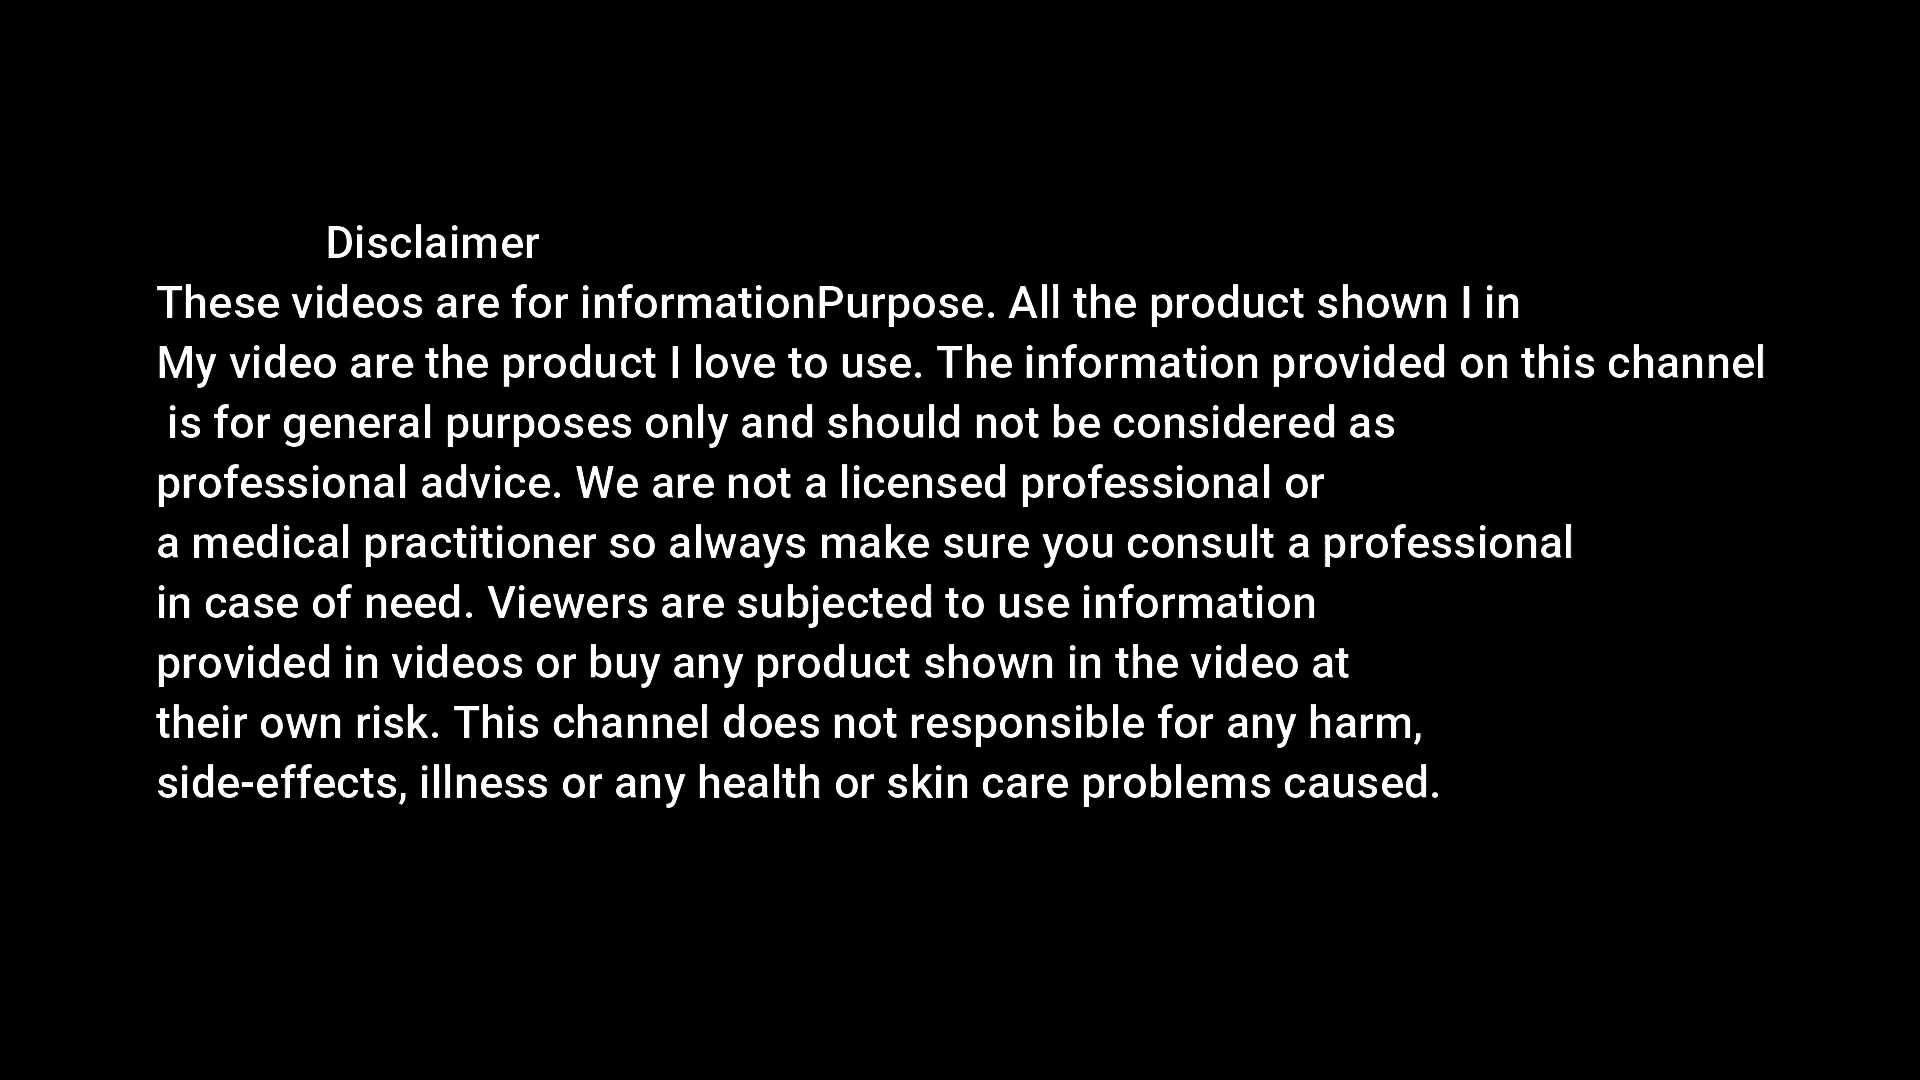 Disclaimer
These videos are for informationPurpose. All the product shown I in
My video are the product I love to use. The information provided on this channel
is for general purposes only and should not be considered as
professional advice. We are not a licensed professional or
a medical practitioner so always make sure you consult a professional
in case of need. Viewers are subjected to use information
provided in videos or buy any product shown in the video at
their own risk. This channel does not responsible for any harm,
side-effects, illness or any health or skin care problems caused.